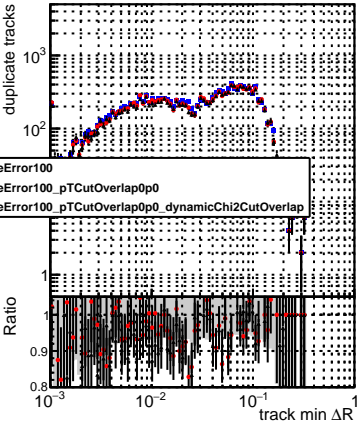 duplicate tracks
10³
10²
eError100
eError100_pTCutOverlap0p0
eError100_pTCutOverlap0p0_dynamicChi2CutOverlap
1
Ratio
1
0.9
0.8
10⁻³
10⁻²
10⁻¹
1
track min ΔR